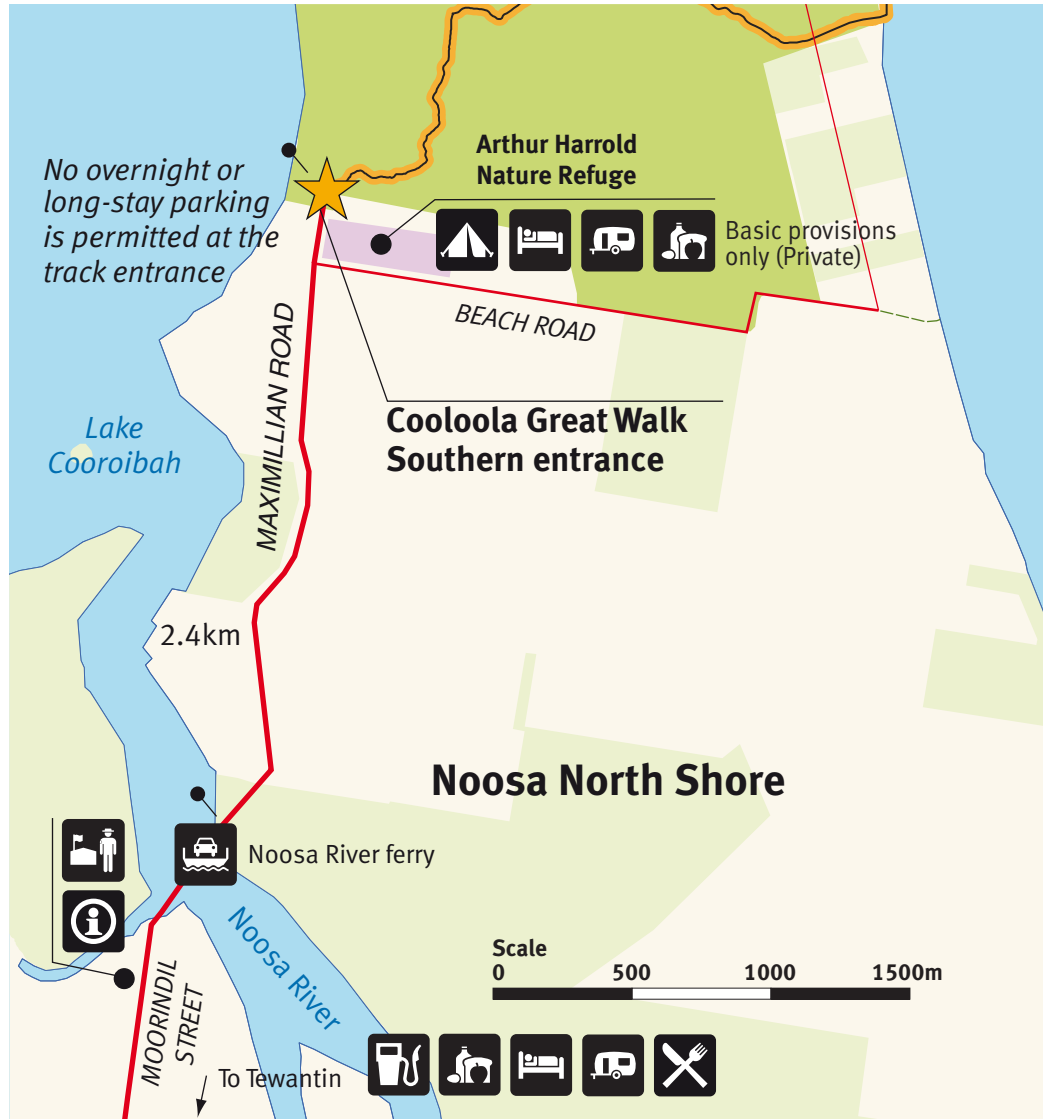 No overnight or
long-stay parking
is permitted at the
track entrance
Arthur Harrold
Nature Refuge
Basic provisions
only (Private)
BEACH ROAD
MAXIMILLIAN ROAD
Cooloola Great Walk
Southern entrance
Lake
Cooroibah
2.4km
Noosa North Shore
Noosa River ferry
Noosa River
Scale
0 500 1000 1500m
MOORINDIL
STREET
To Tewantin